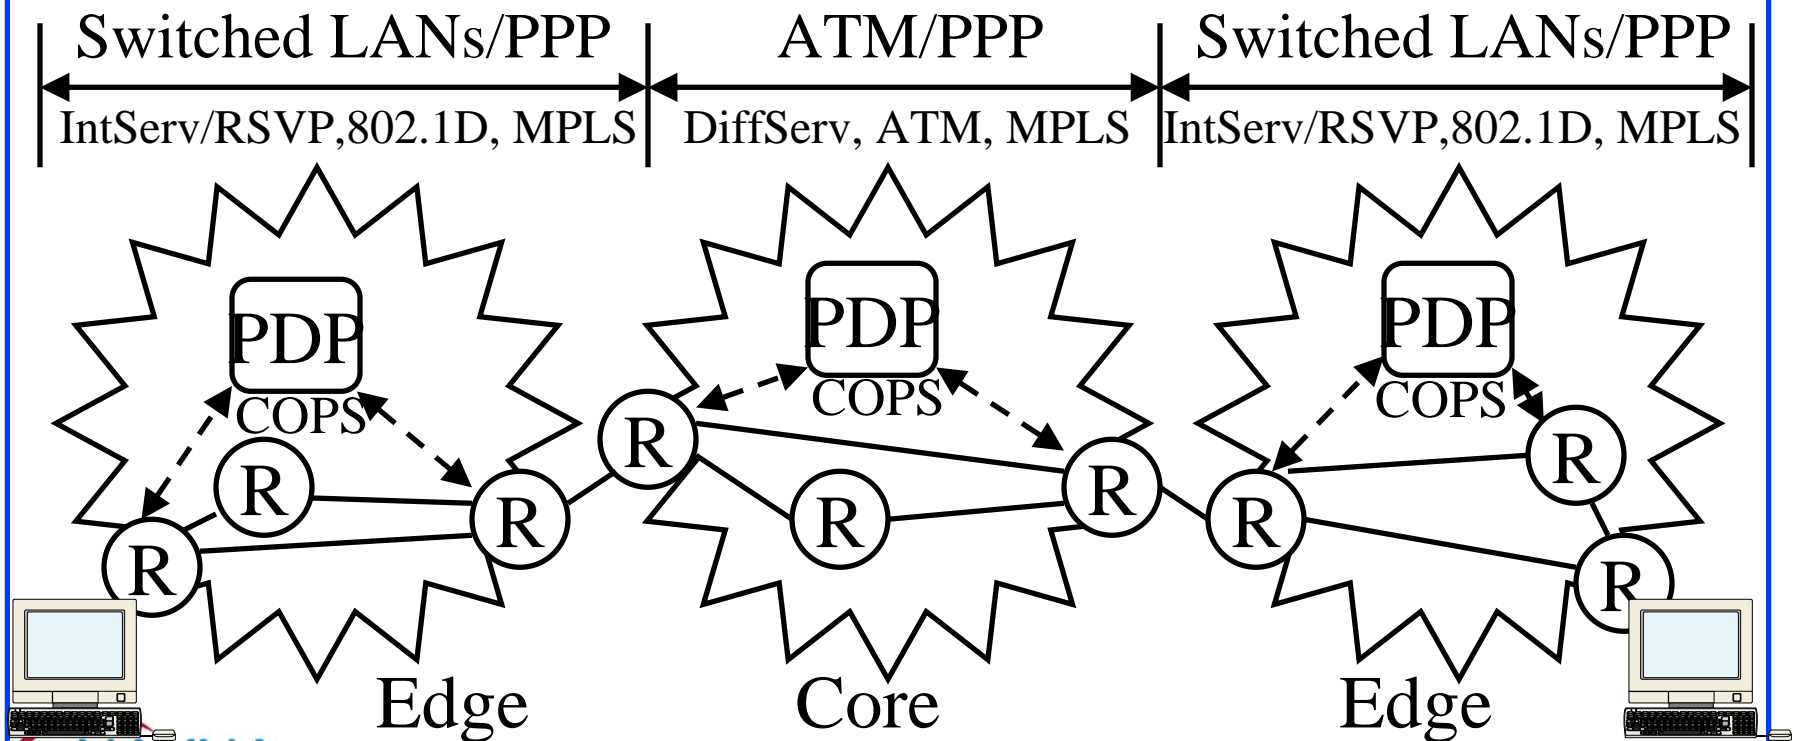 Switched LANs/PPP
ATM/PPP
Switched LANs/PPP
IntServ/RSVP,802.1D, MPLS
DiffServ, ATM, MPLS
IntServ/RSVP,802.1D, MPLS
PDP
PDP
PDP
COPS
COPS
COPS
R
R
R
R
R
R
R
R
R
Edge
Core
Edge